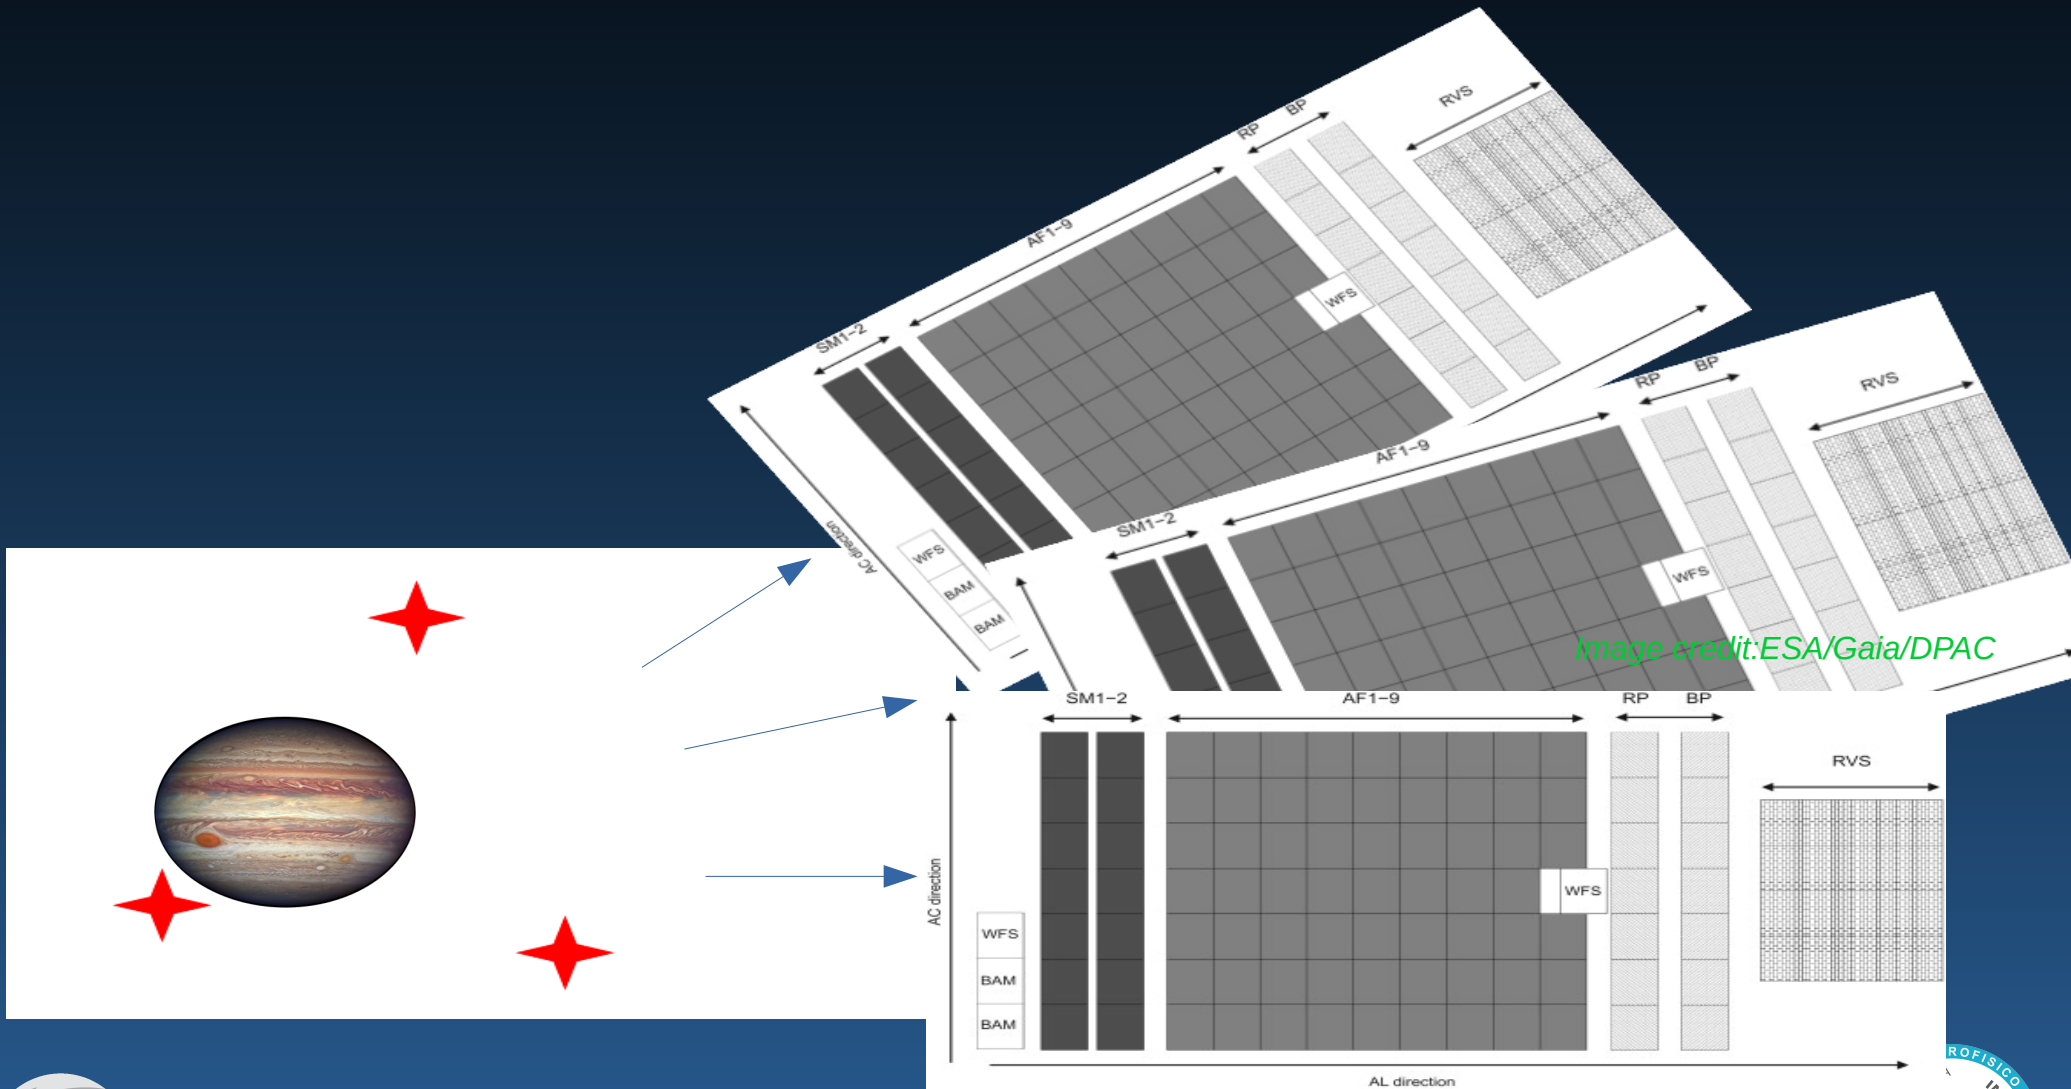 RVS
RP BP
AF1-9
SM1-2
WFS
AC direction
WFS
BAM
BAM
RP BP
RVS
AF1-9
SM1-2
WFS
Image credit:ESA/Gaia/DPAC
SM1-2 AF1-9 RP BP
RVS
AC direction
WFS
WFS
BAM
BAM
AL direction
ROFISICO